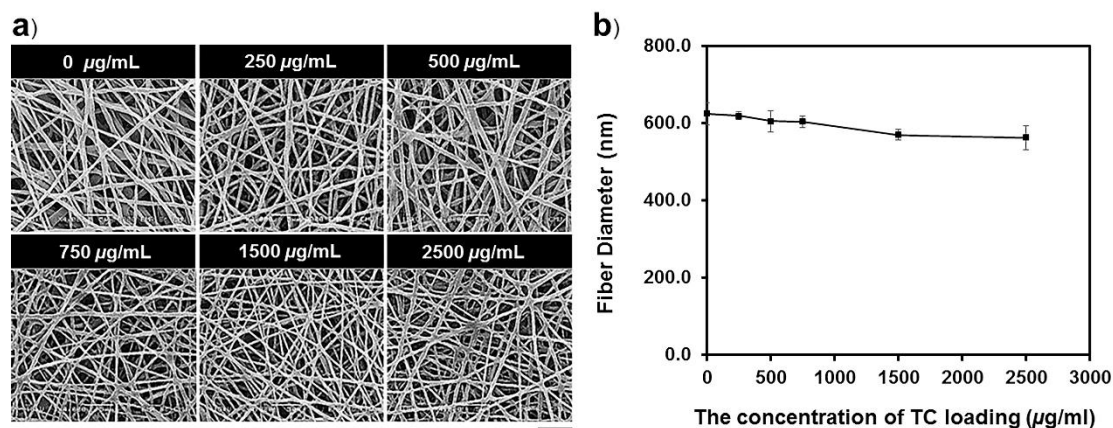 a)
0 µg/mL
250 µg/mL
500 µg/mL
750 µg/mL
1500 µg/mL
2500 µg/mL
b)
800.0
600.0
400.0
200.0
0.0
Fiber Diameter (nm)
0 500 1000 1500 2000 2500 3000
The concentration of TC loading (µg/ml)